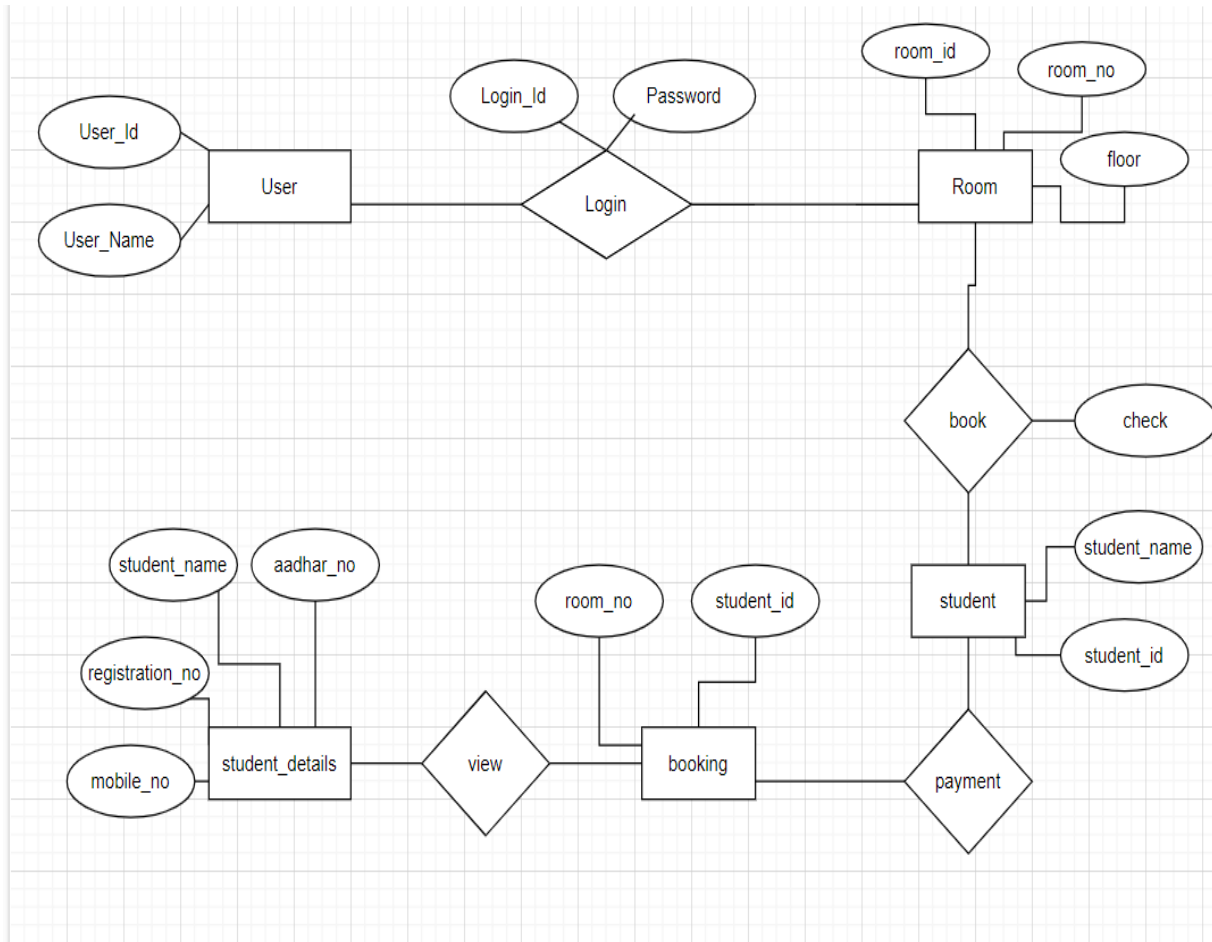 room_id
room_no
Login_Id
Password
User_Id
floor
User
Room
Login
User_Name
book
check
student_name
student_name
aadhar_no
room_no
student_id
student
student_id
registration_no
student_details
view
booking
payment
mobile_no